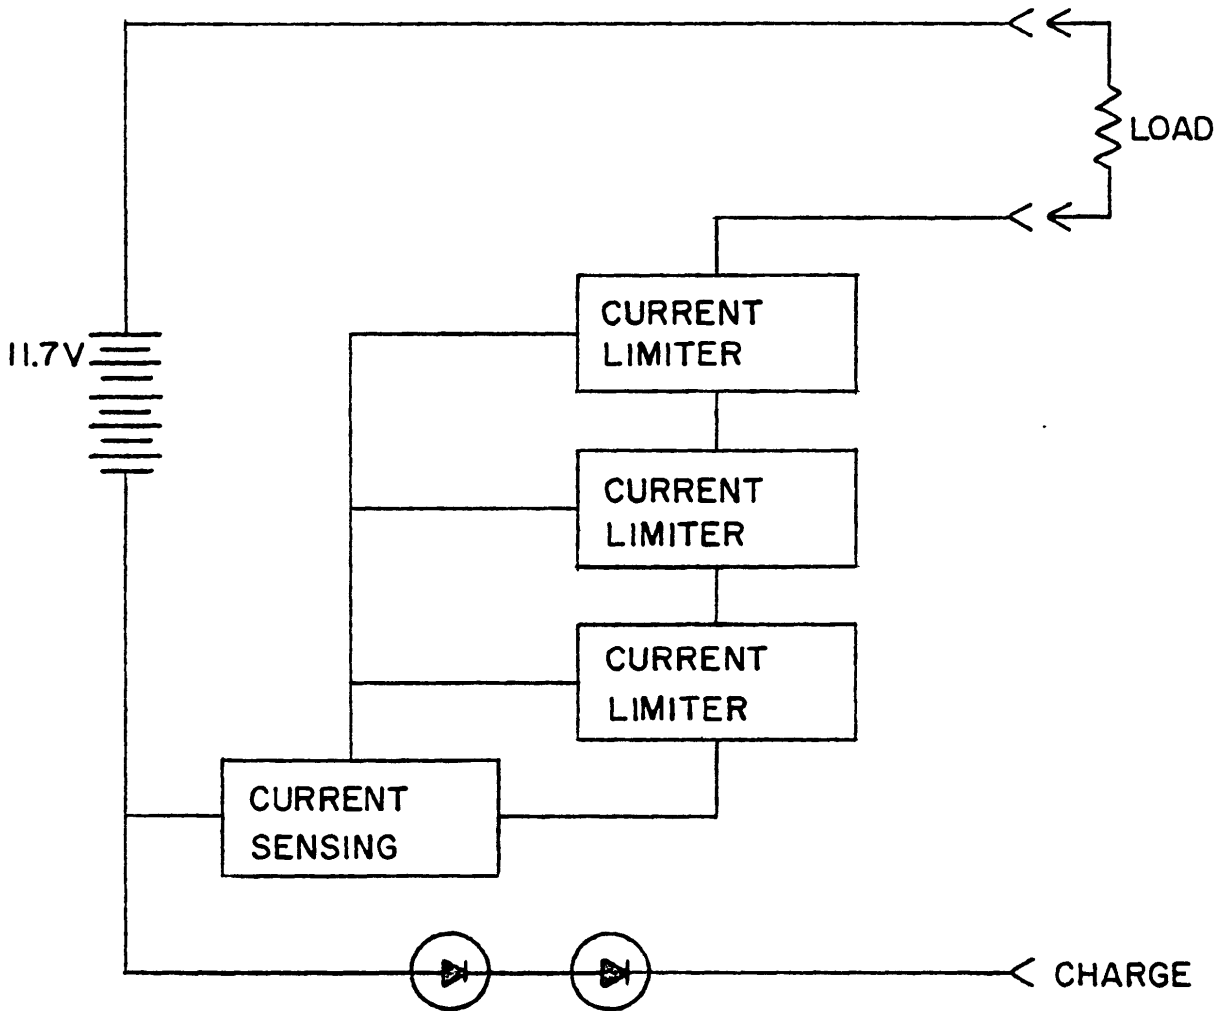 LOAD
CURRENT
LIMITER
11.7V
CURRENT
LIMITER
CURRENT
LIMITER
CURRENT
SENSING
CHARGE